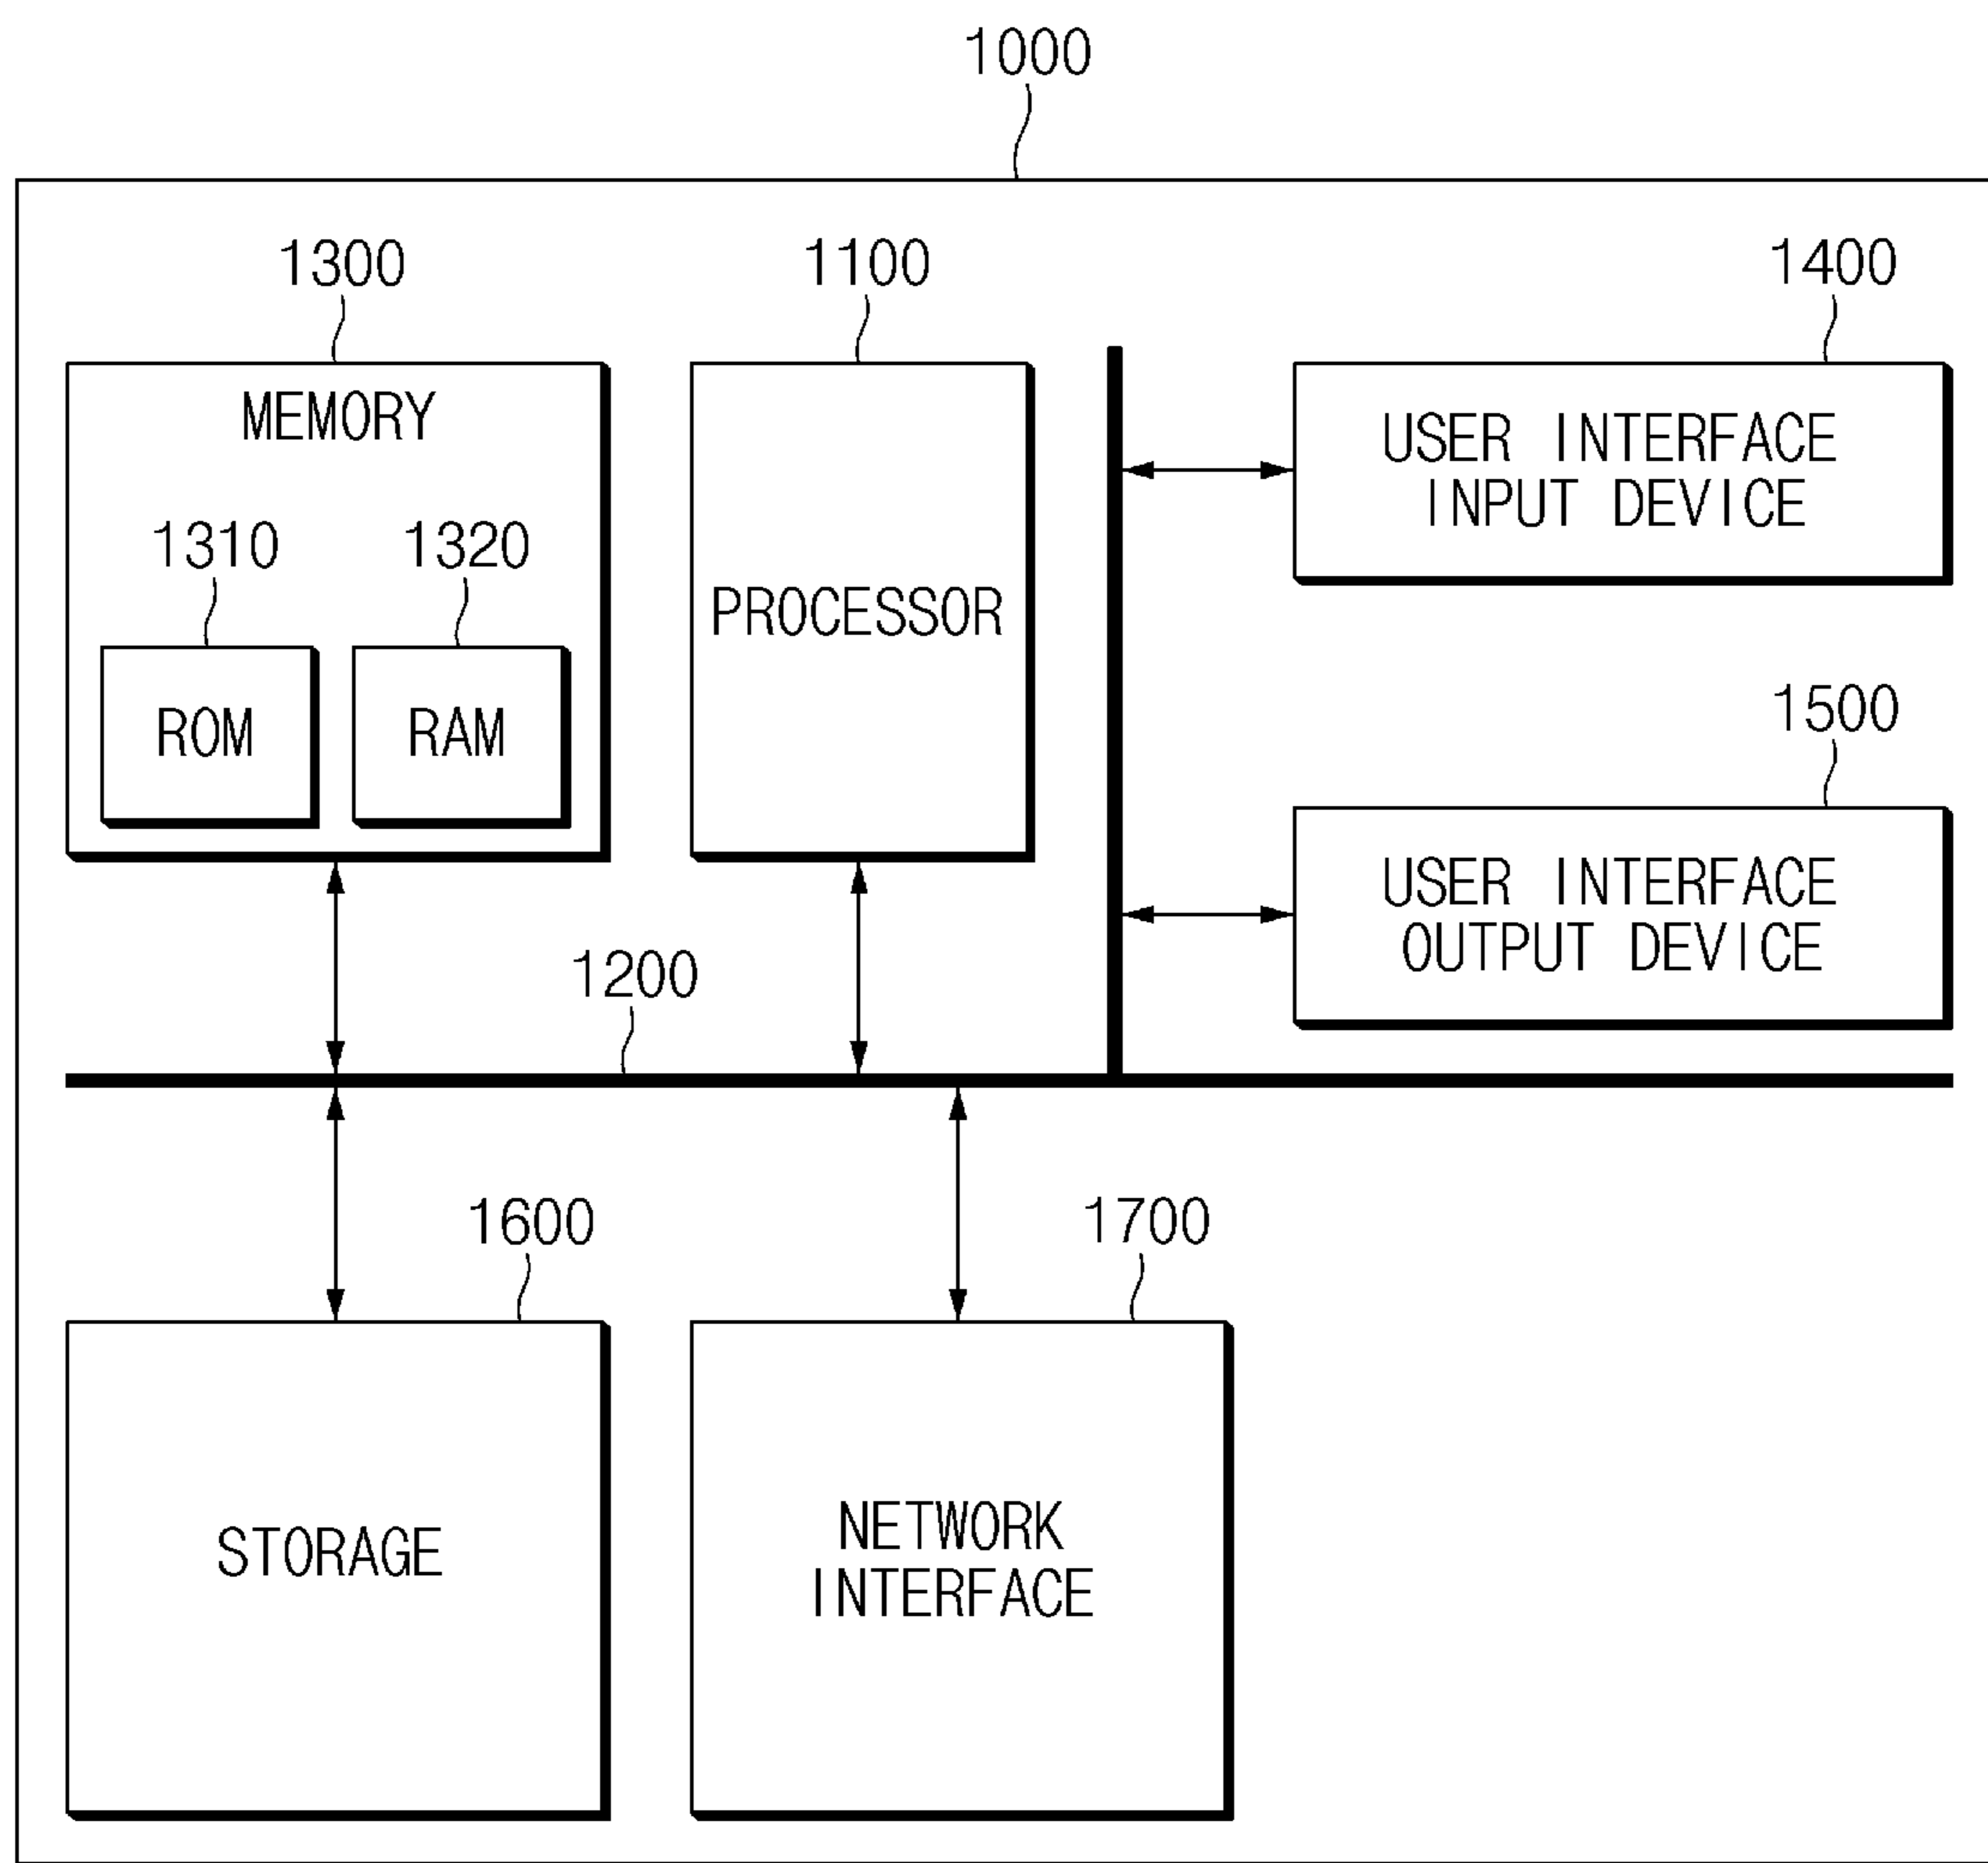 1000
1300
1100
1400
MEMORY
USER INTERFACE
INPUT DEVICE
1310
1320
PROCESSOR
ROM
RAM
1500
USER INTERFACE
OUTPUT DEVICE
1200
1600
1700
STORAGE
NETWORK
INTERFACE